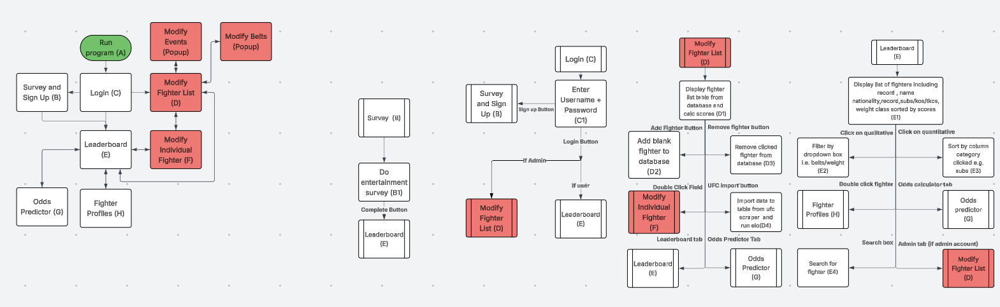 Run
program (A)
Modify
Events
(Popup)
Modify Belts
(Popup)
Survey and
Sign Up (B)
Login (C)
Modify
Fighter List
(D)
Leaderboard
(E)
Modify
Individual
Fighter (F)
Odds
Predictor (G)
Fighter
Profiles (H)
Survey (B)
Do
entertainment
survey (B1)
Complete Button
Leaderboard
(E)
Login (C)
Enter
Username +
Password
(C1)
Sign up Button
Survey
and Sign
Up (B)
Login Button
If Admin
If user
Modify
Fighter
List (D)
Leaderboard
(E)
Modify
Fighter List
(D)
Display fighter
list table from
database and
calc scores (D1)
Add Fighter Button
Remove fighter button
Add blank
fighter to
database
(D2)
Remove clicked
fighter from
database (D3)
Double Click Field
UFC import button
Modify
Individual
Fighter
(F)
Import data to
table from ufc
scraper and
run elo(D4)
Leaderboard tab
Odds Predictor Tab
Leaderboard
(E)
Odds
Predictor
(G)
Leaderboard
(E)
Display list of fighters including
record , name
nationality,record,subs/kos/tkos,
weight class sorted by scores
(E1)
Click on qualitative
Click on quantitative
Filter by
dropdown box
i.e. belts/weight
(E2)
Sort by column
category
clicked e.g.
subs (E3)
Double click fighter
Odds calculator tab
Fighter
Profiles (H)
Odds
predictor
(G)
Search box
Admin tab (if admin account)
Search for
fighter (E4)
Modify
Fighter List
(D)